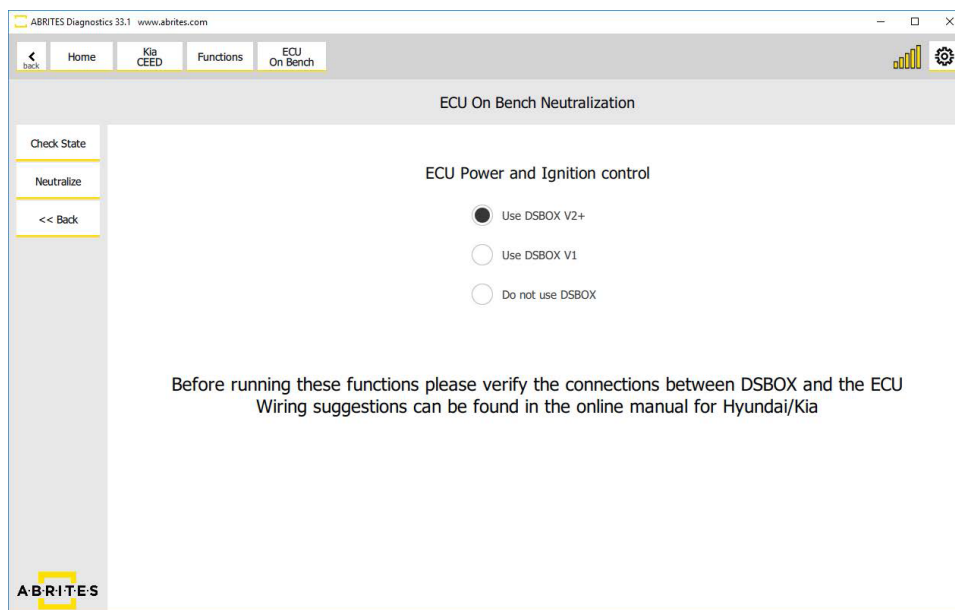 ABRITES Diagnostics 33.1 www.abrites.com
back
Home
Kia
CEED
Functions
ECU
On Bench
ECU On Bench Neutralization
Check State
Neutralize
<< Back
ECU Power and Ignition control
Use DSBOX V2+
Use DSBOX V1
Do not use DSBOX
Before running these functions please verify the connections between DSBOX and the ECU
Wiring suggestions can be found in the online manual for Hyundai/Kia
A·B·R·I·T·E·S